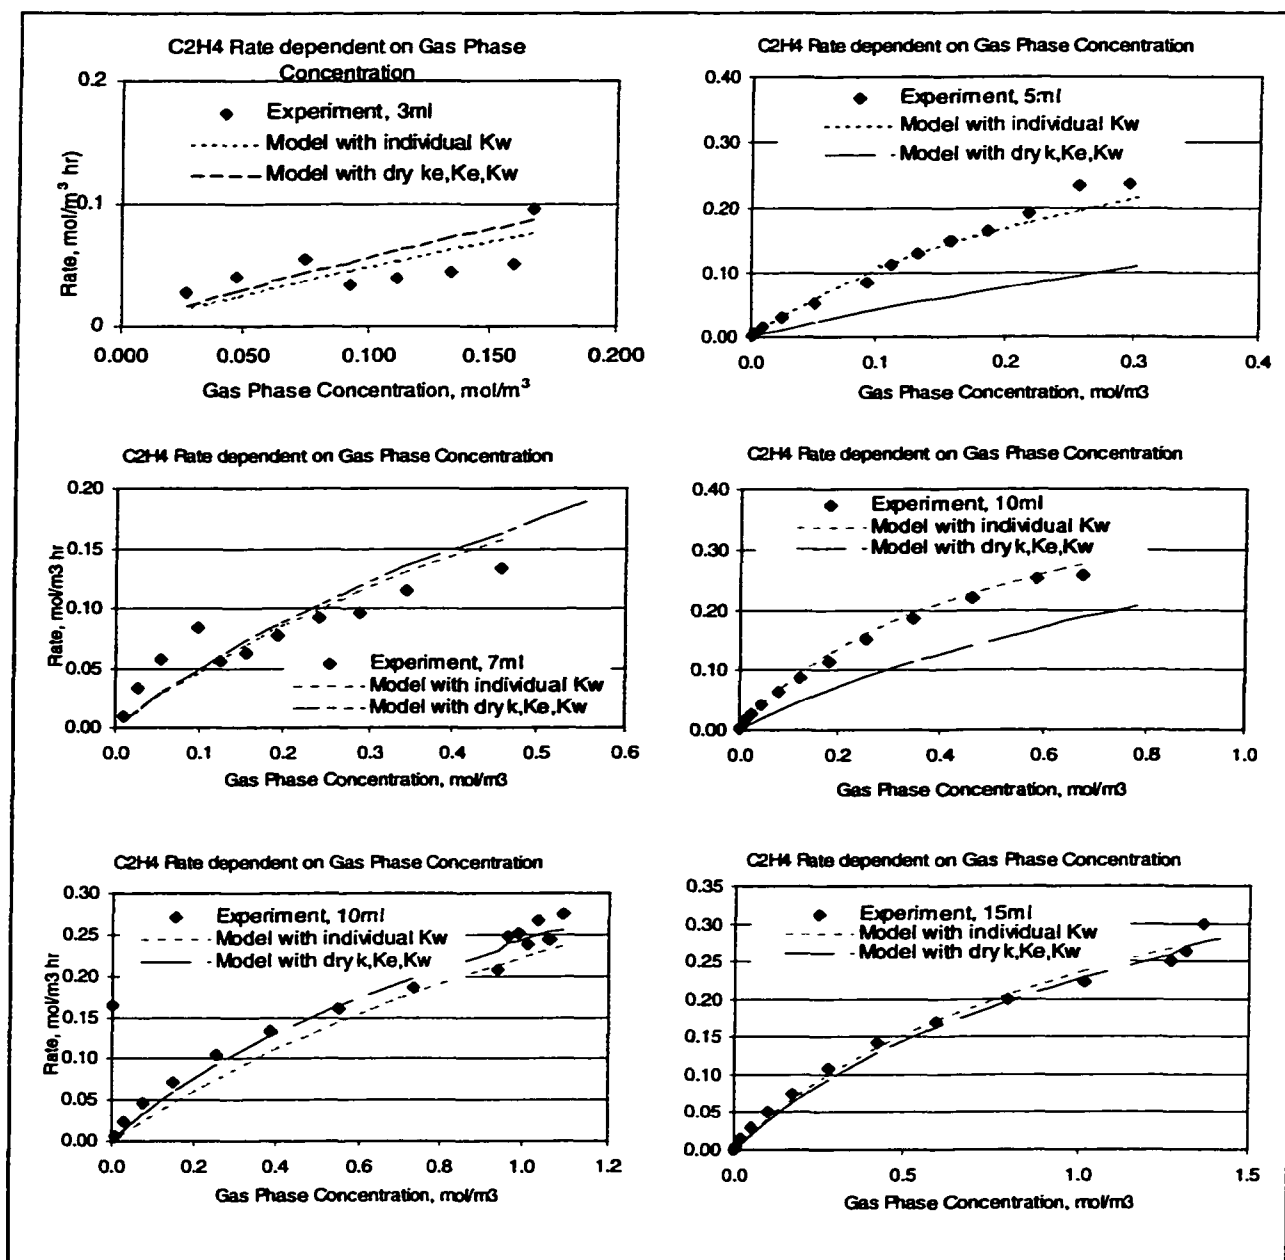 C2H4 Rate dependent on Gas Phase
Concentration
0.2
Experiment, 3ml
Model with individual Kw
Model with dry ke,Ke,Kw
0.1
0
Rate, mol/m³ hr)
0.000 0.050 0.100 0.150 0.200
Gas Phase Concentration, mol/m³
C2H4 Rate dependent on Gas Phase Concentration
0.40
Experiment, 5ml
Model with individual Kw
0.30
Model with dry k,Ke,Kw
0.20
0.10
0.00
0.0 0.1 0.2 0.3 0.4
Gas Phase Concentration, mol/m3
C2H4 Rate dependent on Gas Phase Concentration
0.20
0.15
0.10
0.05
0.00
Rate, mol/m3 hr
Experiment, 7ml
Model with individual Kw
Model with dry k,Ke,Kw
0.0 0.1 0.2 0.3 0.4 0.5 0.6
Gas Phase Concentration, mol/m3
C2H4 Rate dependent on Gas Phase Concentration
0.40
Experiment, 10ml
Model with individual Kw
0.30
Model with dry k,Ke,Kw
0.20
0.10
0.00
0.0 0.2 0.4 0.6 0.8 1.0
Gas Phase Concentration, mol/m3
C2H4 Rate dependent on Gas Phase Concentration
0.30
Experiment, 10ml
0.25
Model with individual Kw
Model with dry k,Ke,Kw
0.20
0.15
0.10
0.05
0.00
Rate, mol/m3 hr
0.0 0.2 0.4 0.6 0.8 1.0 1.2
Gas Phase Concentration, mol/m3
C2H4 Rate dependent on Gas Phase Concentration
0.35
Experiment, 15ml
0.30
Model with individual Kw
Model with dry k,Ke,Kw
0.25
0.20
0.15
0.10
0.05
0.00
0.0 0.5 1.0 1.5
Gas Phase Concentration, mol/m3